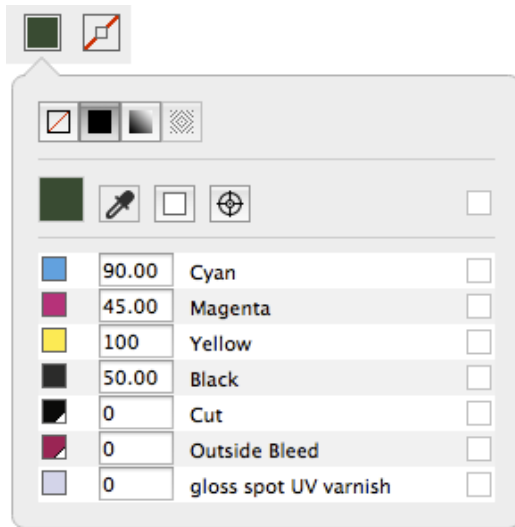 90.00 Cyan
45.00 Magenta
100 Yellow
50.00 Black
0 Cut
0 Outside Bleed
0 gloss spot UV varnish